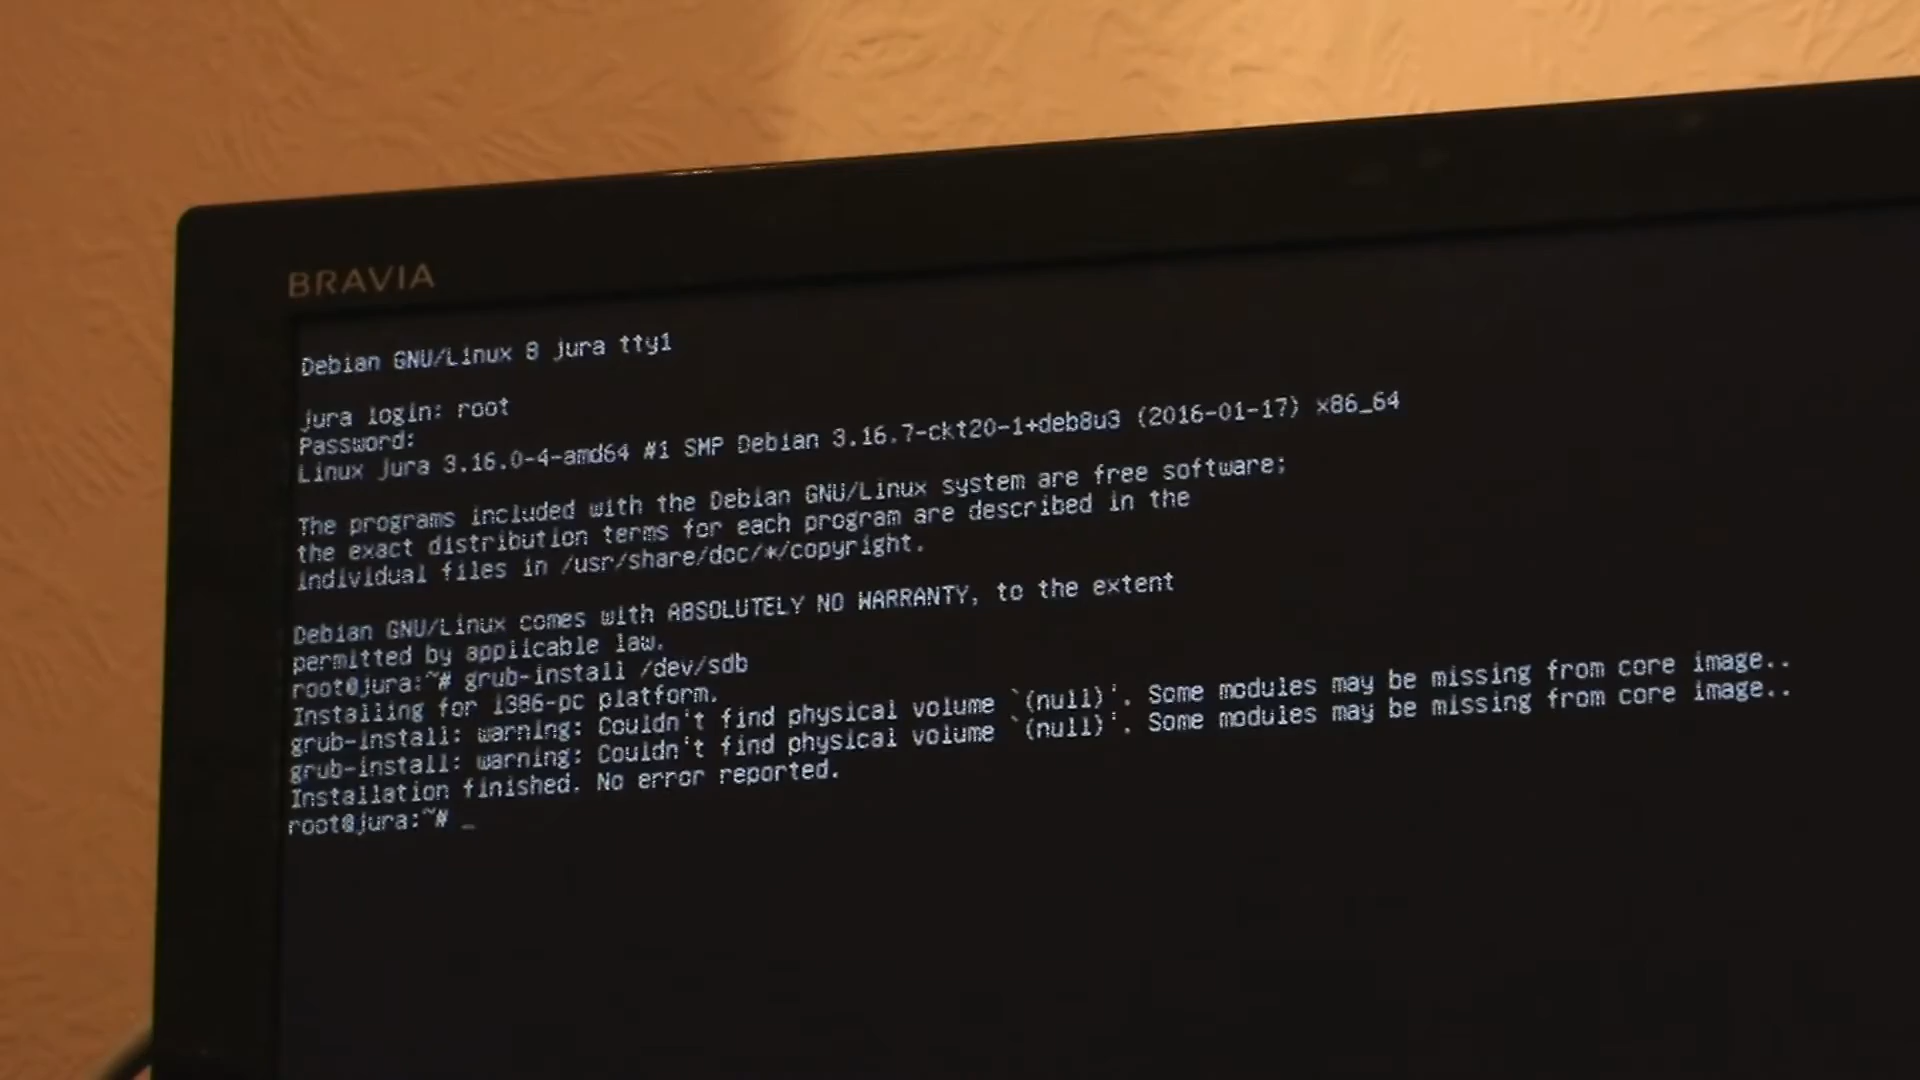 BRAVIA
Debian GNU/Linux 8 jura tty1
jura login: root
Password:
Linux jura 3.16.0-4-amd64 #1 SMP Debian 3.16.7-ckt20-1+deb8u3 (2016-01-17) x86_64
The programs included with the Debian GNU/Linux system are free software;
the exact distribution terms for each program are described in the
individual files in /usr/share/doc/*/copyright.
Debian GNU/Linux comes with ABSOLUTELY NO WARRANTY, to the extent
permitted by applicable law.
root@jura:~# grub-install /dev/sdb
Installing for i386-pc platform.
grub-install: warning: Couldn't find physical volume `(null)'. Some modules may be missing from core image..
grub-install: warning: Couldn't find physical volume `(null)'. Some modules may be missing from core image..
Installation finished. No error reported.
root@jura:~# _